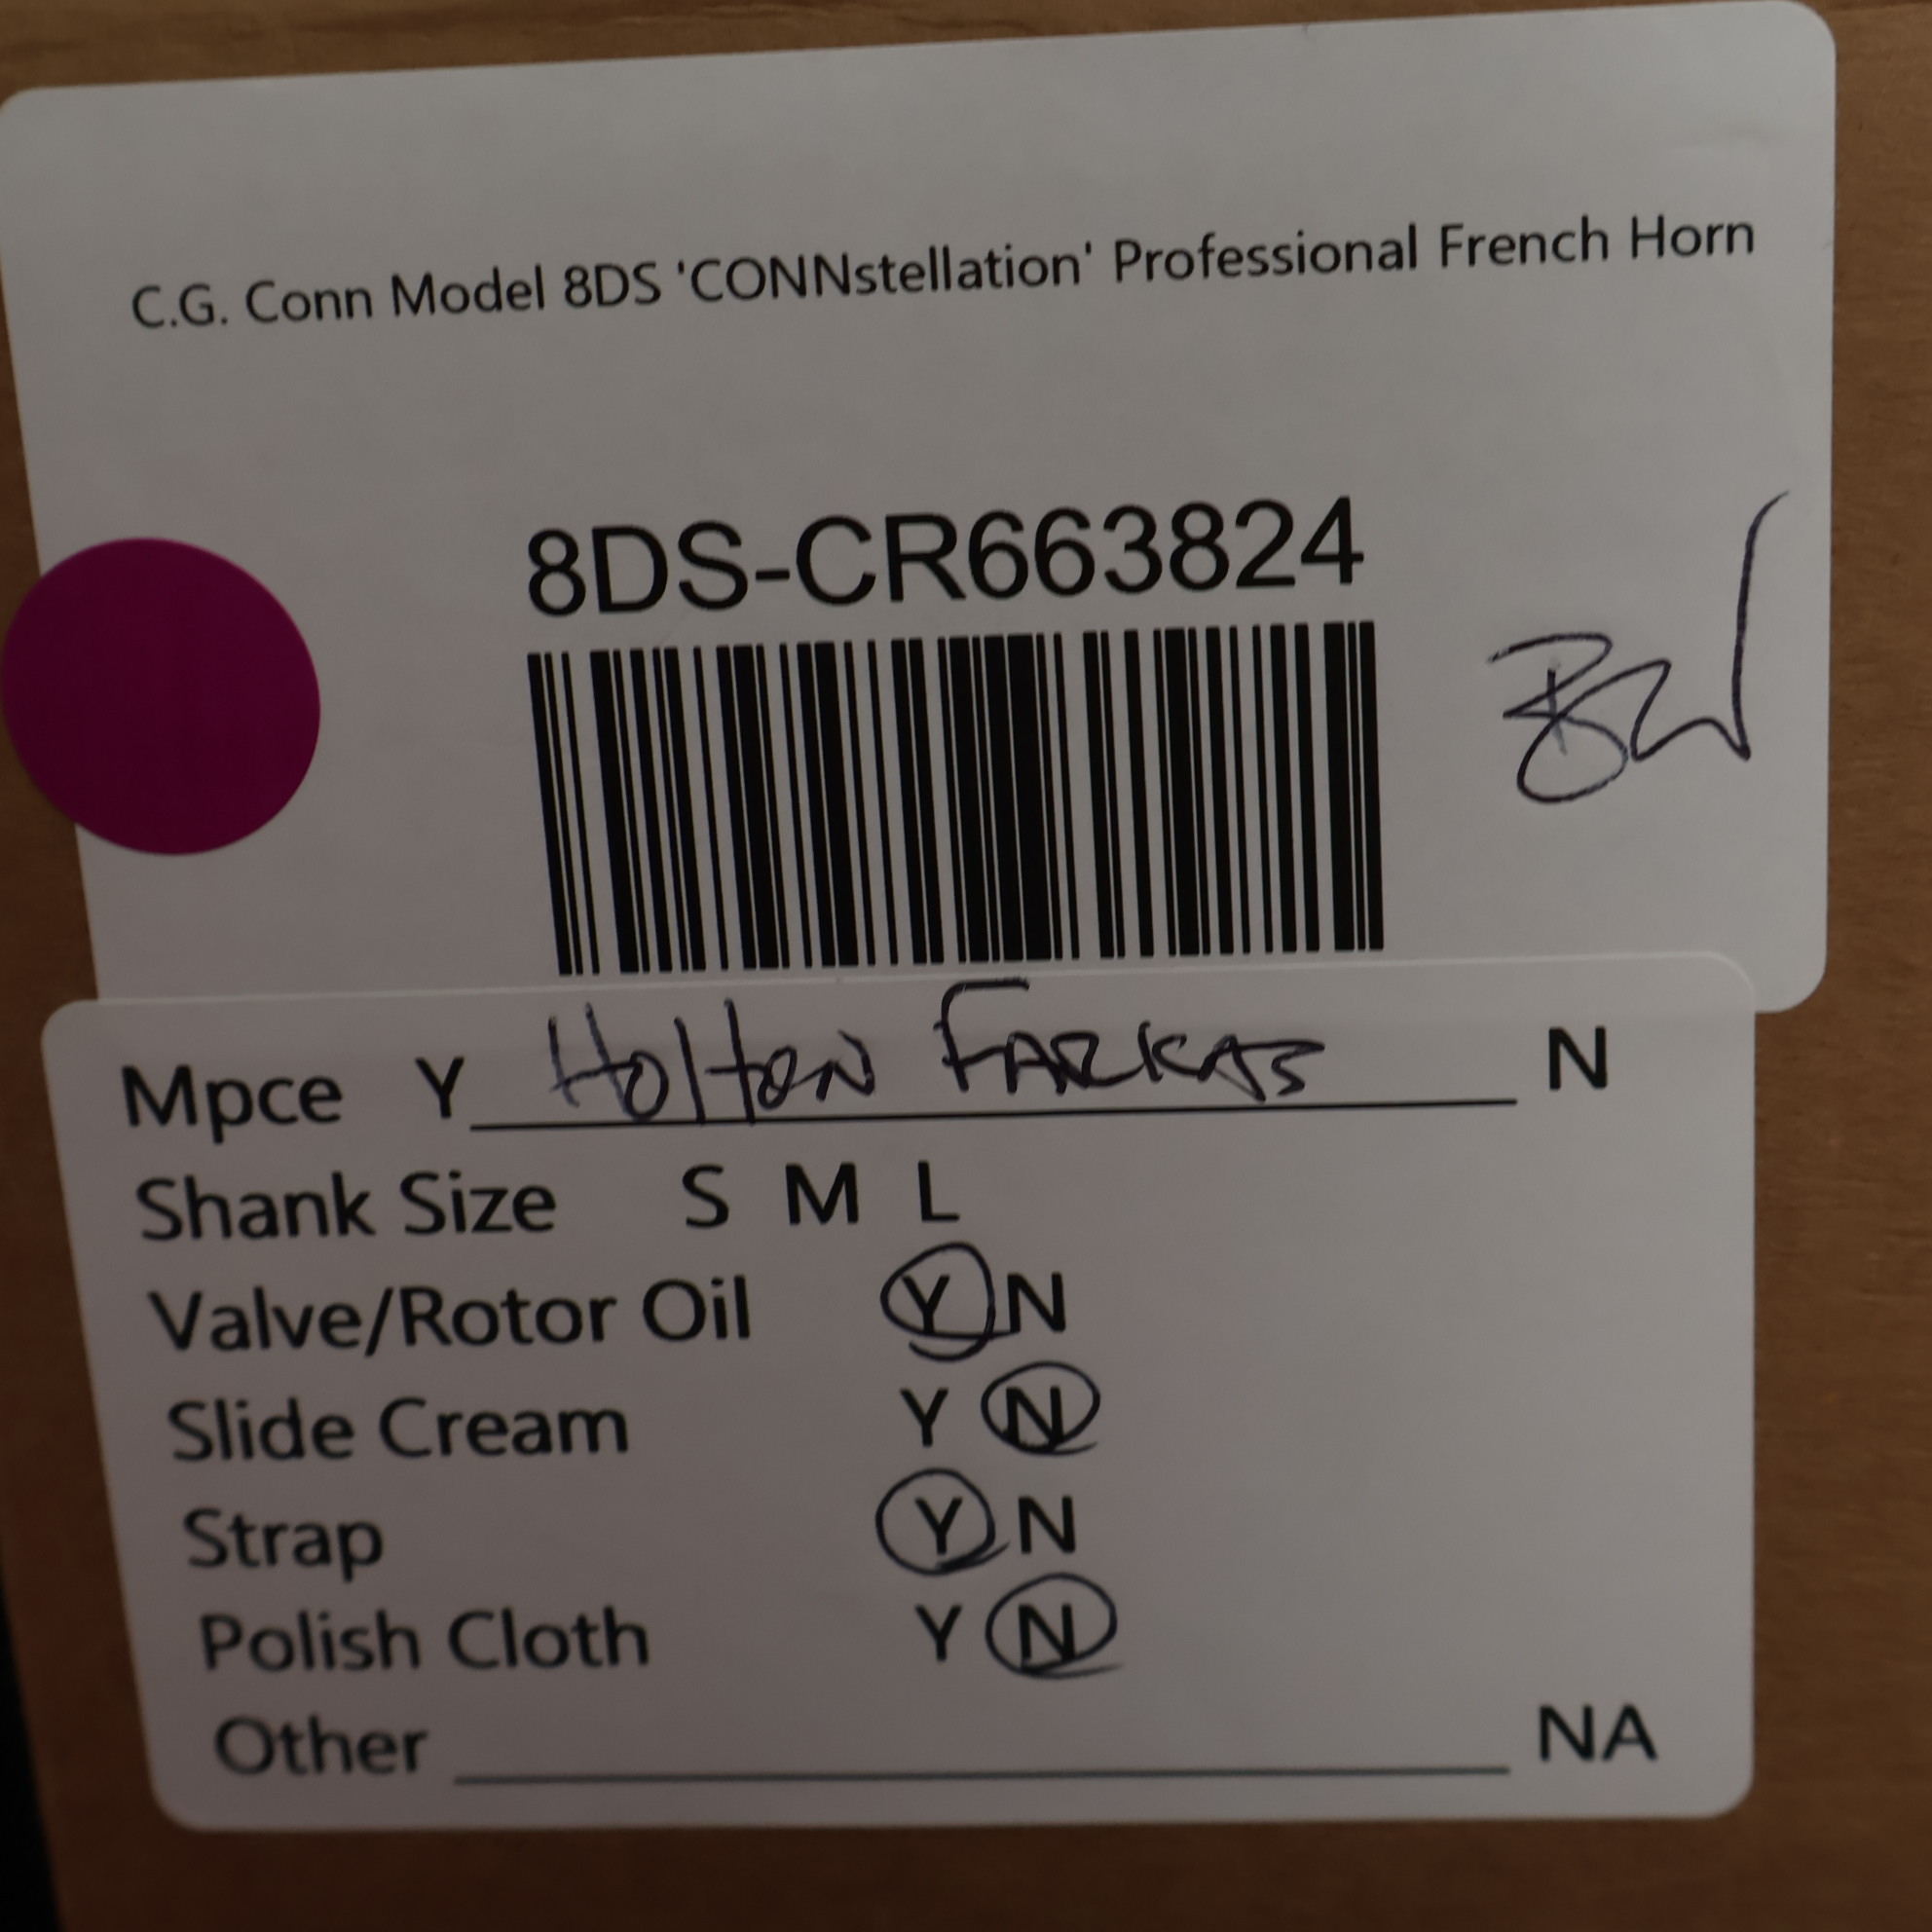 C.G. Conn Model 8DS 'CONNstellation' Professional French Horn
8DS-CR663824
BW
Mpce Y Holton FARKAS N
Shank Size S M L
Valve/Rotor Oil Y N
Slide Cream Y N
Strap Y N
Polish Cloth Y N
Other NA